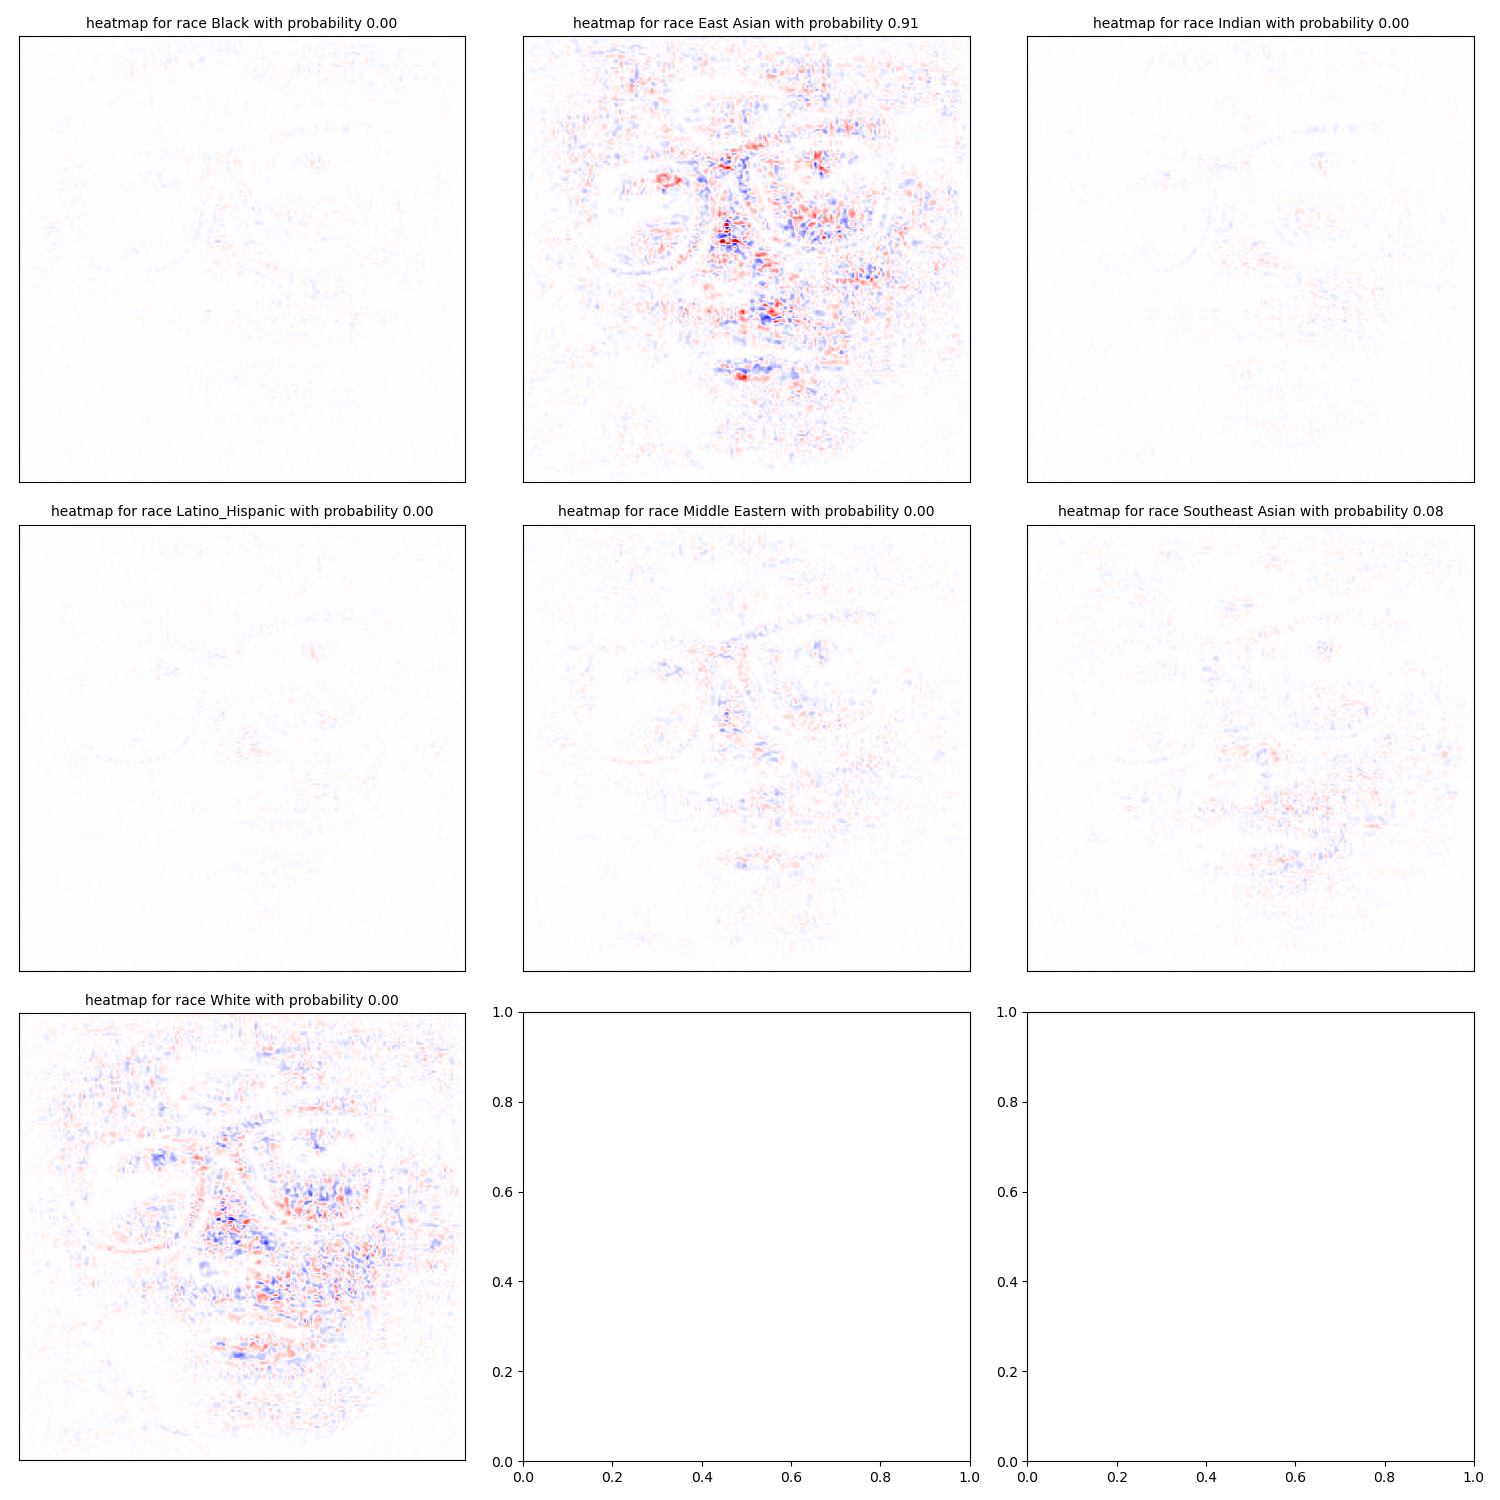 heatmap for race Black with probability 0.00
heatmap for race East Asian with probability 0.91
heatmap for race Indian with probability 0.00
heatmap for race Latino_Hispanic with probability 0.00
heatmap for race Middle Eastern with probability 0.00
heatmap for race Southeast Asian with probability 0.08
heatmap for race White with probability 0.00
1.0
0.8
0.6
0.4
0.2
0.0
0.0 0.2 0.4 0.6 0.8 1.0
1.0
0.8
0.6
0.4
0.2
0.0
0.0 0.2 0.4 0.6 0.8 1.0